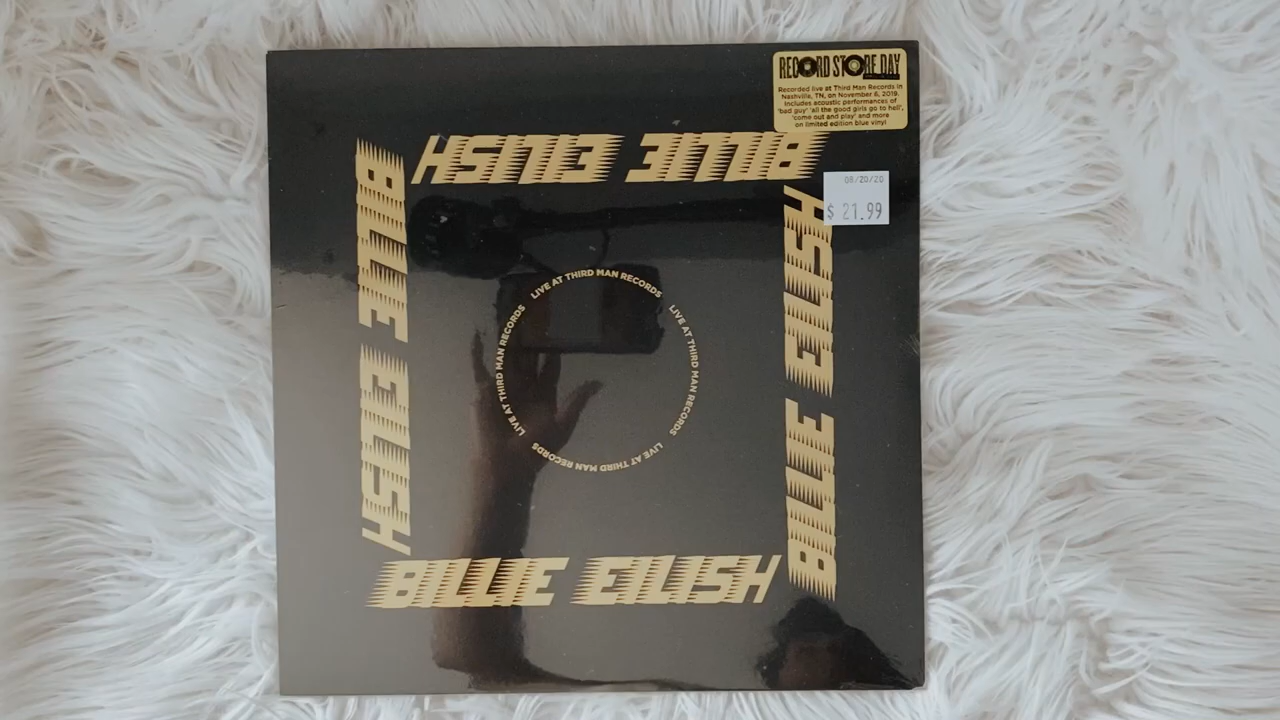 RECORD STORE DAY
Recorded live at Third Man Records in
Nashville, TN, on November 6, 2019.
Includes acoustic performances of
'bad guy' 'all the good girls go to hell',
'come out and play' and more
on limited edition blue vinyl
BILLIE EILISH
08/20/20
$ 21.99
BILLIE EILISH
BILLIE EILISH
LIVE AT THIRD MAN RECORDS
LIVE AT THIRD MAN RECORDS
LIVE AT THIRD MAN RECORDS
LIVE AT THIRD MAN RECORDS
BILLIE EILISH